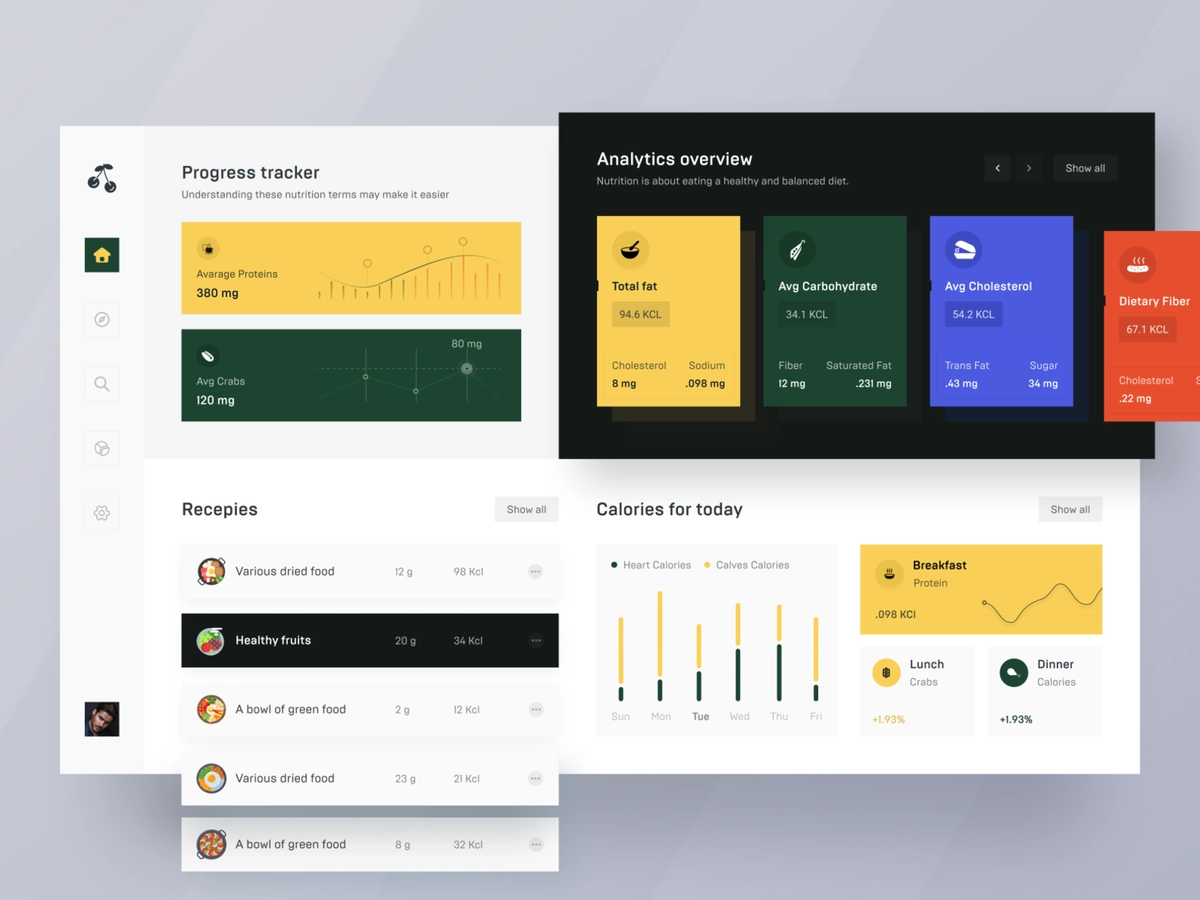 Progress tracker
Understanding these nutrition terms may make it easier
Avarage Proteins
380 mg
80 mg
Avg Crabs
120 mg
Analytics overview
Nutrition is about eating a healthy and balanced diet.
Show all
Total fat
94.6 KCL
Cholesterol Sodium
8 mg .098 mg
Avg Carbohydrate
34.1 KCL
Fiber Saturated Fat
12 mg .231 mg
Avg Cholesterol
54.2 KCL
Trans Fat Sugar
.43 mg 34 mg
Dietary Fiber
67.1 KCL
Cholesterol S
.22 mg
Recepies
Show all
Various dried food 12 g 98 Kcl
Healthy fruits 20 g 34 Kcl
A bowl of green food 2 g 12 Kcl
Various dried food 23 g 21 Kcl
A bowl of green food 8 g 32 Kcl
Calories for today
Show all
Heart Calories Calves Calories
Sun Mon Tue Wed Thu Fri
Breakfast
Protein
.098 KCl
Lunch
Crabs
+1.93%
Dinner
Calories
+1.93%